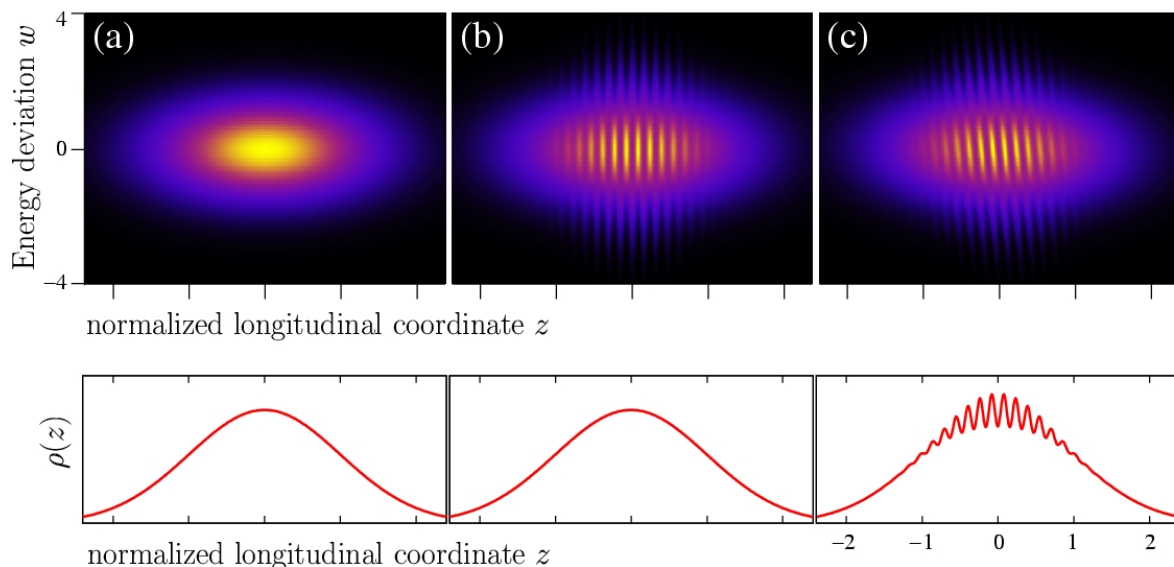 Energy deviation w
4
0
−4
(a)
(b)
(c)
normalized longitudinal coordinate z
ρ(z)
−2 −1 0 1 2
normalized longitudinal coordinate z